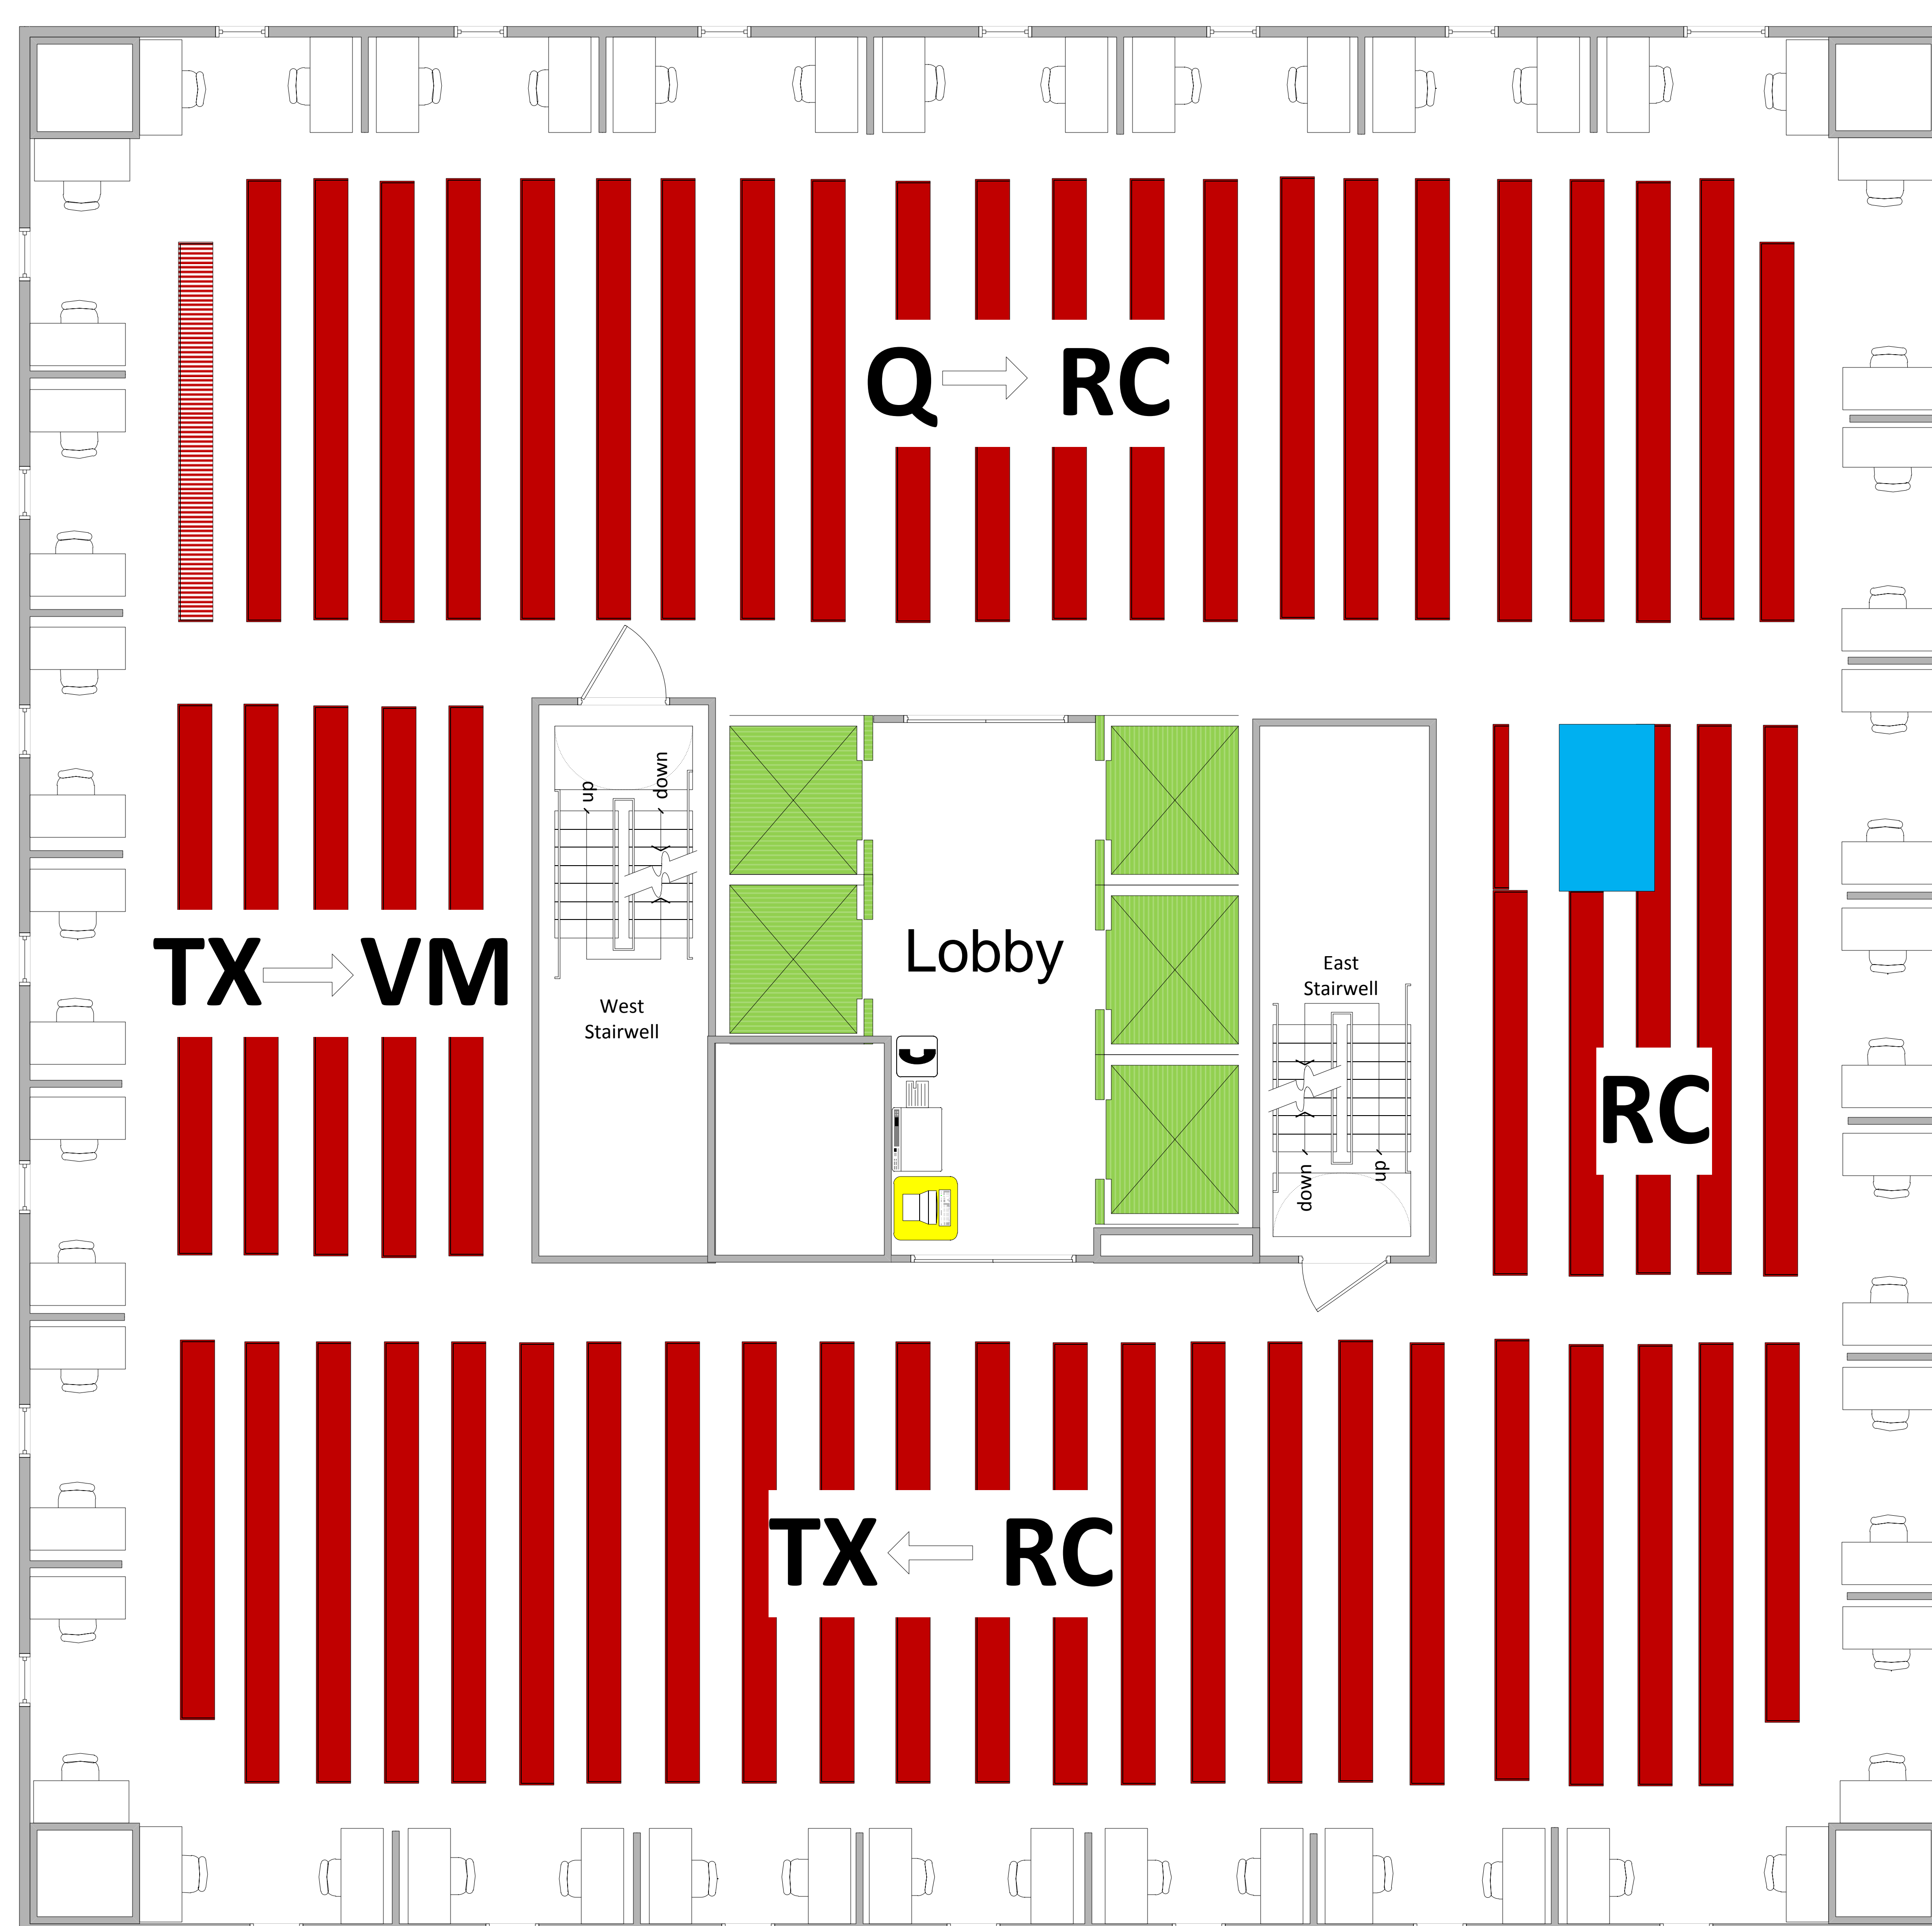 Q RC
up
down
TX VM
Lobby
West
Stairwell
East
Stairwell
RC
down
up
TX RC